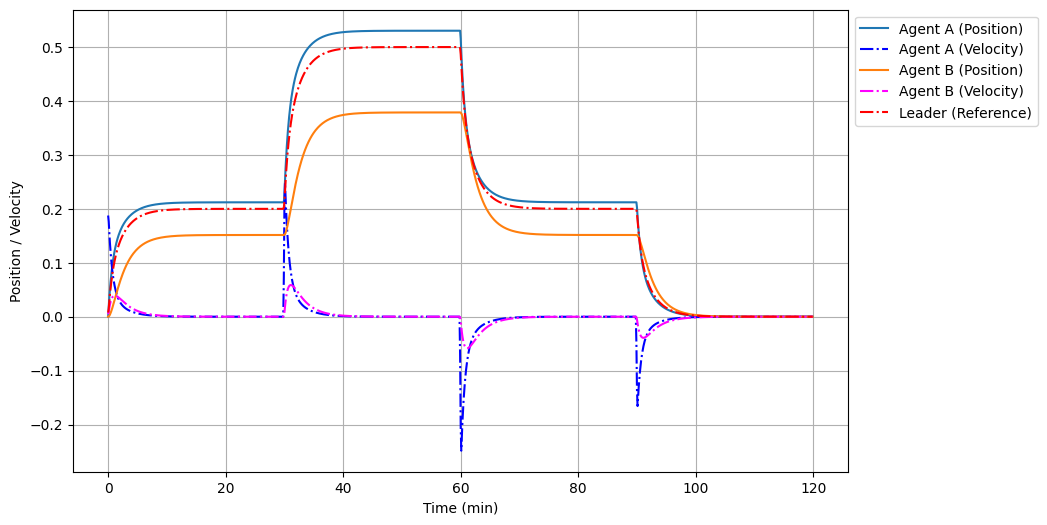 Agent A (Position)
Agent A (Velocity)
Agent B (Position)
Agent B (Velocity)
Leader (Reference)
Position / Velocity
0.5
0.4
0.3
0.2
0.1
0.0
−0.1
−0.2
0 20 40 60 80 100 120
Time (min)